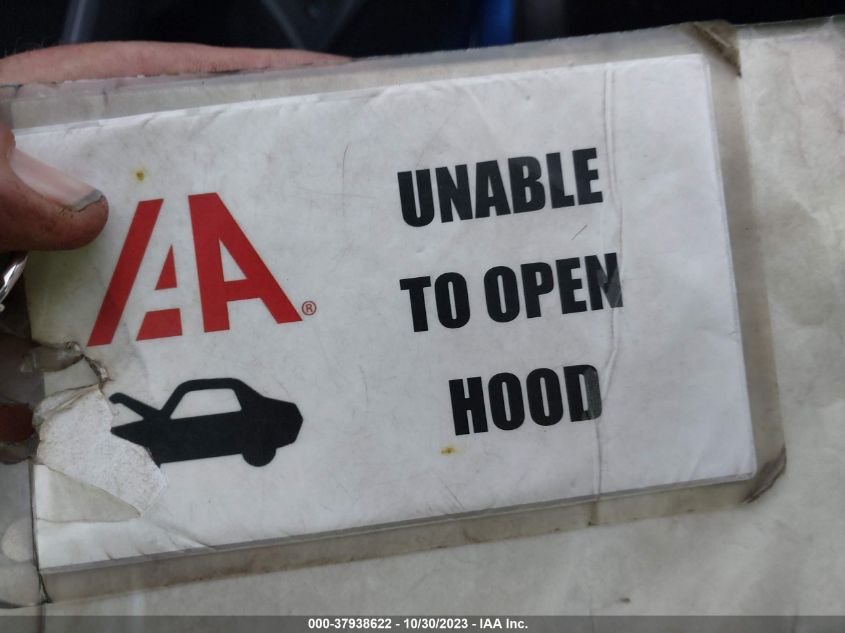 IAA®
UNABLE
TO OPEN
HOOD
000-37938622 - 10/30/2023 - IAA Inc.